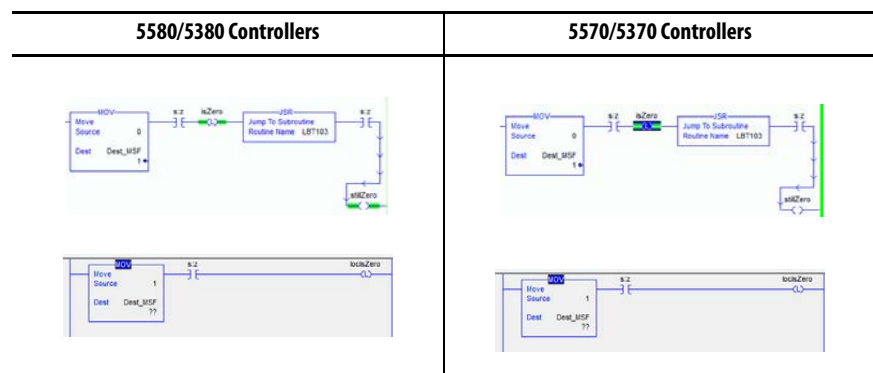 5580/5380 Controllers
5570/5370 Controllers
MOV
Move
Source 0
Dest Dest_MSF
1
s:z
isZero
L
JSR
Jump To Subroutine
Routine Name LBT103
s:z
stillZero
MOV
Move
Source 0
Dest Dest_MSF
1
s:z
isZero
L
JSR
Jump To Subroutine
Routine Name LBT103
s:z
stillZero
MOV
Move
Source 1
Dest Dest_MSF
??
s:z
locIsZero
L
MOV
Move
Source 1
Dest Dest_MSF
??
s:z
locIsZero
L